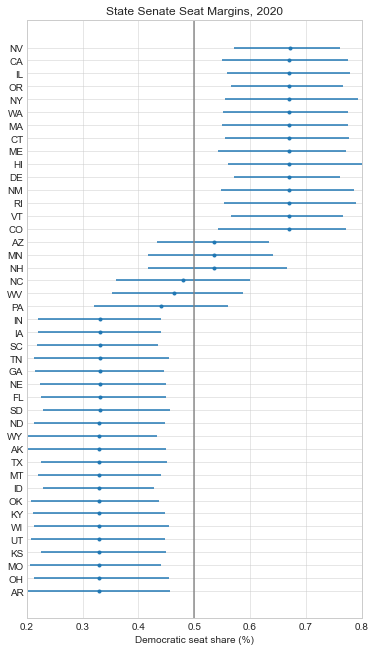 State Senate Seat Margins, 2020
NV
CA
IL
OR
NY
WA
MA
CT
ME
HI
DE
NM
RI
VT
CO
AZ
MN
NH
NC
WV
PA
IN
IA
SC
TN
GA
NE
FL
SD
ND
WY
AK
TX
MT
ID
OK
KY
WI
UT
KS
MO
OH
AR
0.2 0.3 0.4 0.5 0.6 0.7 0.8
Democratic seat share (%)